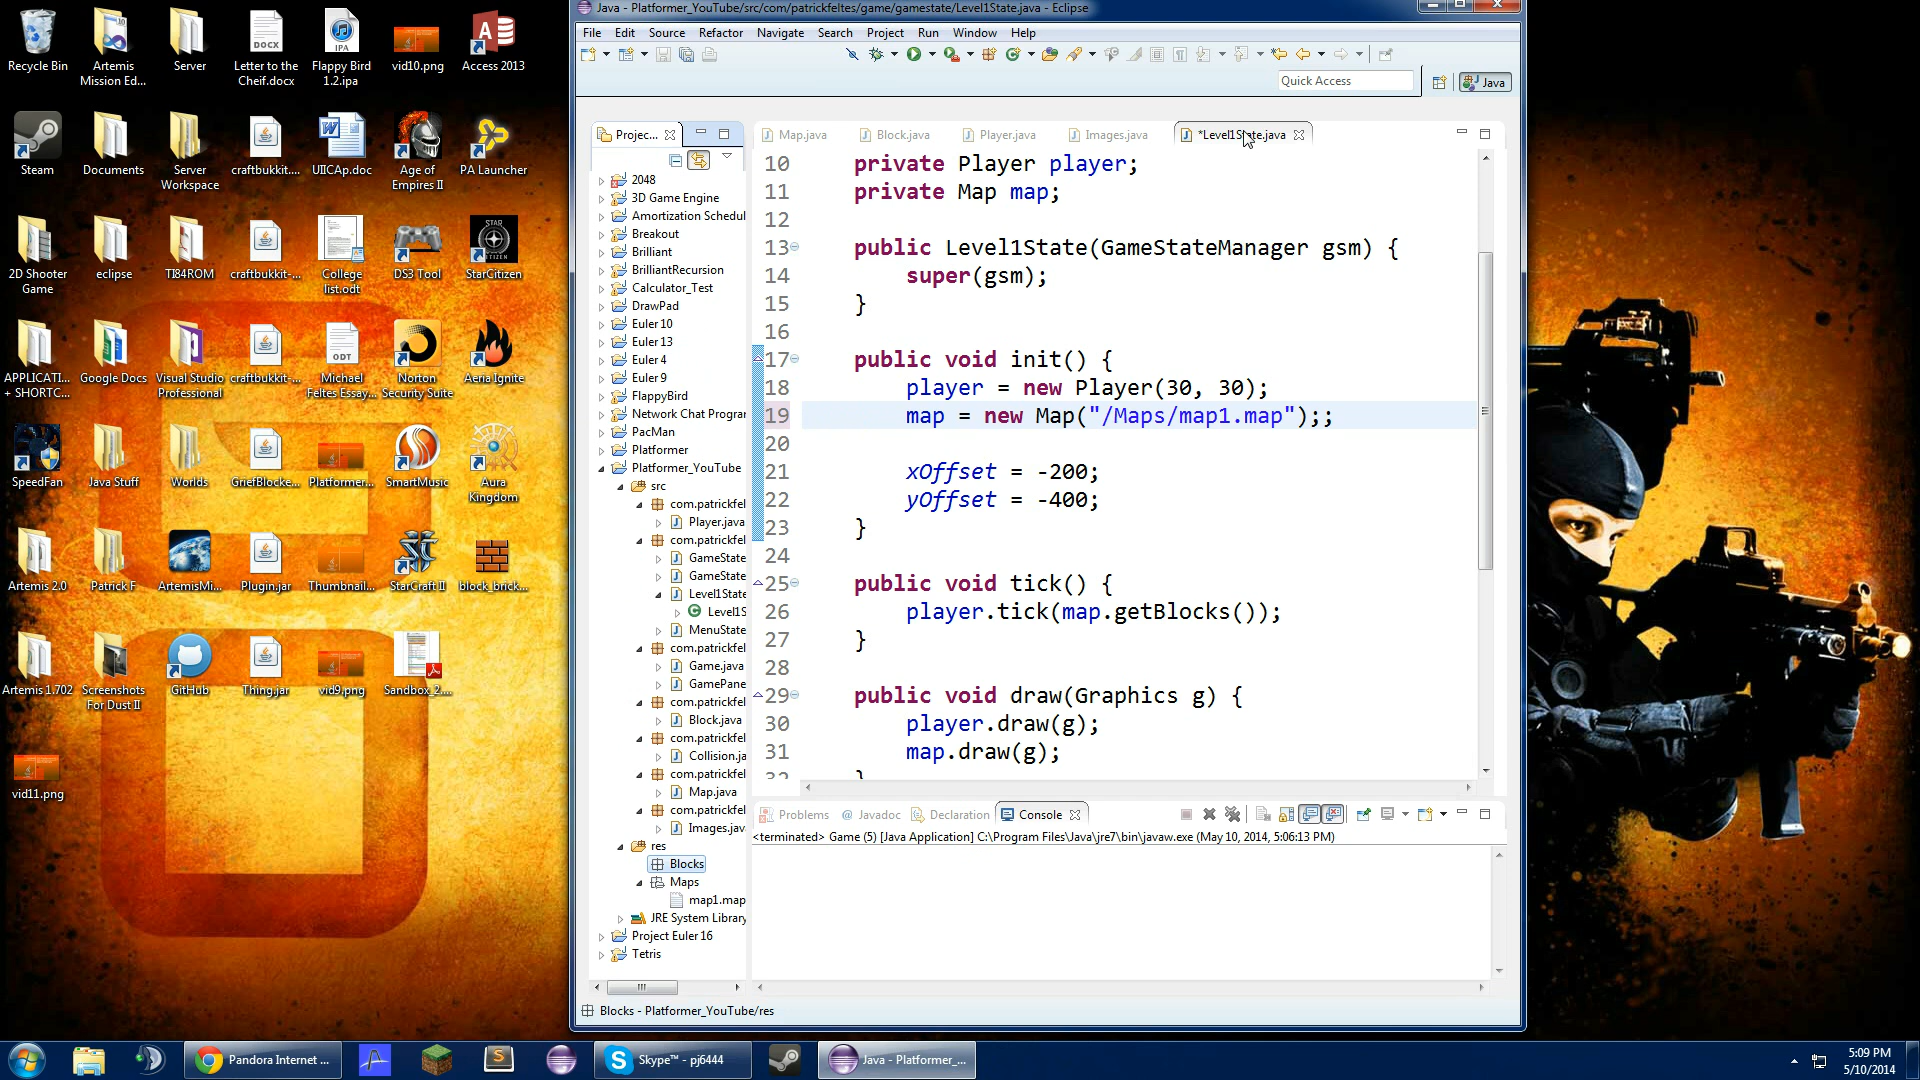 Recycle Bin
Artemis Mission Ed...
Server
Letter to the Cheif.docx
Flappy Bird 1.2.ipa
vid10.png
Access 2013
Steam
Documents
Server Workspace
craftbukkit....
UIICAp.doc
Age of Empires II
PA Launcher
2D Shooter Game
eclipse
TI84ROM
craftbukkit-...
College list.odt
DS3 Tool
StarCitizen
APPLICATI... + SHORTC...
Google Docs
Visual Studio Professional
craftbukkit-...
Michael Feltes Essay...
Norton Security Suite
Aeria Ignite
SpeedFan
Java Stuff
Worlds
GriefBlocke...
Platformer...
SmartMusic
Aura Kingdom
Artemis 2.0
Patrick F
ArtemisMi...
Plugin.jar
Thumbnail...
StarCraft II
block_brick...
Artemis 1.702
Screenshots For Dust II
GitHub
Thing.jar
vid9.png
Sandbox_2....
vid11.png
Java - Platformer_YouTube/src/com/patrickfeltes/game/gamestate/Level1State.java - Eclipse
File Edit Source Refactor Navigate Search Project Run Window Help
Quick Access
Java
Projec...
Map.java Block.java Player.java Images.java *Level1State.java
2048
3D Game Engine
Amortization Schedul
Breakout
Brilliant
BrilliantRecursion
Calculator_Test
DrawPad
Euler 10
Euler 13
Euler 4
Euler 9
FlappyBird
Network Chat Progra
PacMan
Platformer
Platformer_YouTube
src
com.patrickfel
Player.java
com.patrickfel
GameState
GameState
Level1State
Level1S
MenuState
com.patrickfel
Game.java
GamePane
com.patrickfel
Block.java
com.patrickfel
Collision.ja
com.patrickfel
Map.java
com.patrickfel
Images.jav
res
Blocks
Maps
map1.map
JRE System Library
Project Euler 16
Tetris
10 private Player player;
11 private Map map;
12
13 public Level1State(GameStateManager gsm) {
14 super(gsm);
15 }
16
17 public void init() {
18 player = new Player(30, 30);
19 map = new Map("/Maps/map1.map");;
20
21 xOffset = -200;
22 yOffset = -400;
23 }
24
25 public void tick() {
26 player.tick(map.getBlocks());
27 }
28
29 public void draw(Graphics g) {
30 player.draw(g);
31 map.draw(g);
32 }
Problems @ Javadoc Declaration Console
<terminated> Game (5) [Java Application] C:\Program Files\Java\jre7\bin\javaw.exe (May 10, 2014, 5:06:13 PM)
Blocks - Platformer_YouTube/res
Pandora Internet ...
Skype™ - pj6444
Java - Platformer_...
5:09 PM
5/10/2014